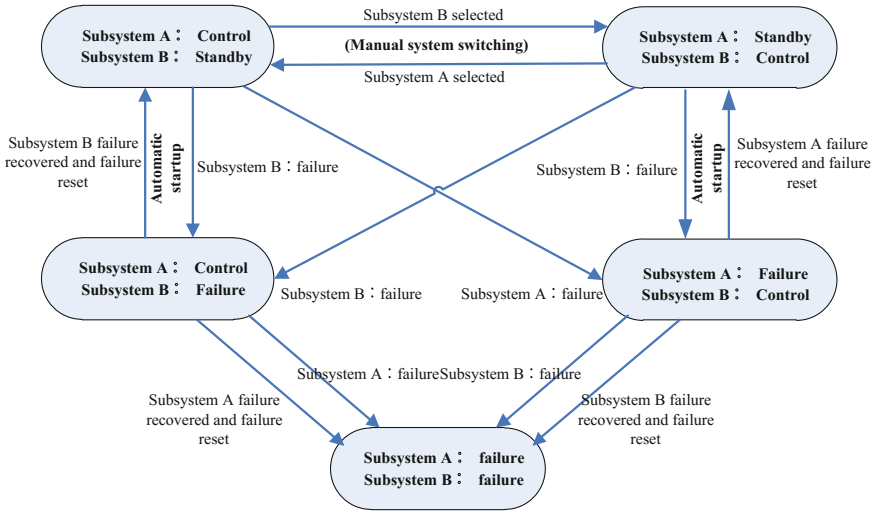 Subsystem B selected
Subsystem A： Control
Subsystem B： Standby
(Manual system switching)
Subsystem A： Standby
Subsystem B： Control
Subsystem A selected
Subsystem B failure
recovered and failure
reset
Automatic
startup
Subsystem B：failure
Subsystem B：failure
Automatic
startup
Subsystem A failure
recovered and failure
reset
Subsystem A： Control
Subsystem B： Failure
Subsystem B：failure
Subsystem A：failure
Subsystem A： Failure
Subsystem B： Control
Subsystem A：failure
Subsystem B：failure
Subsystem A failure
recovered and failure
reset
Subsystem B failure
recovered and failure
reset
Subsystem A： failure
Subsystem B： failure